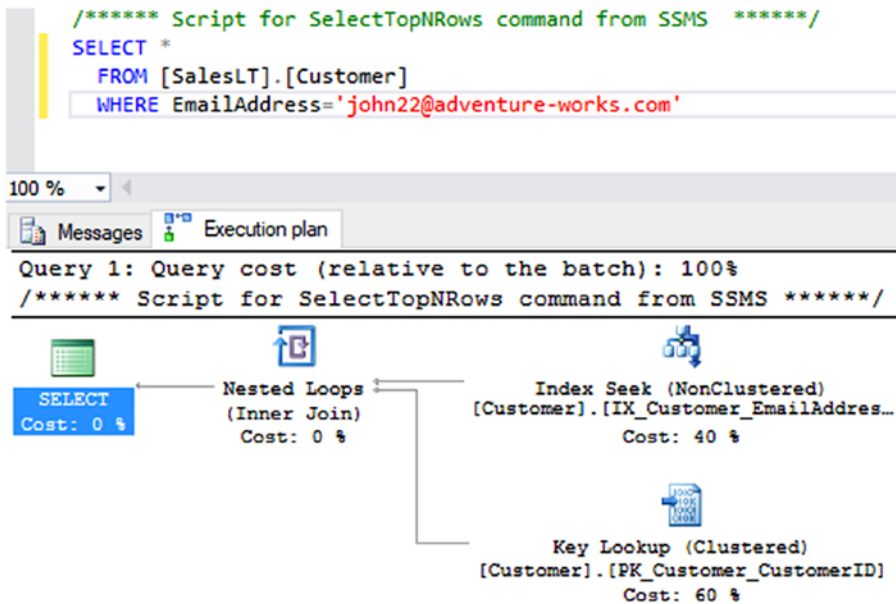 /****** Script for SelectTopNRows command from SSMS ******/
SELECT *
FROM [SalesLT].[Customer]
WHERE EmailAddress='john22@adventure-works.com'
100 %
Messages Execution plan
Query 1: Query cost (relative to the batch): 100%
/****** Script for SelectTopNRows command from SSMS ******/
SELECT
Cost: 0 %
Nested Loops
(Inner Join)
Cost: 0 %
Index Seek (NonClustered)
[Customer].[IX_Customer_EmailAddres…
Cost: 40 %
Key Lookup (Clustered)
[Customer].[PK_Customer_CustomerID]
Cost: 60 %